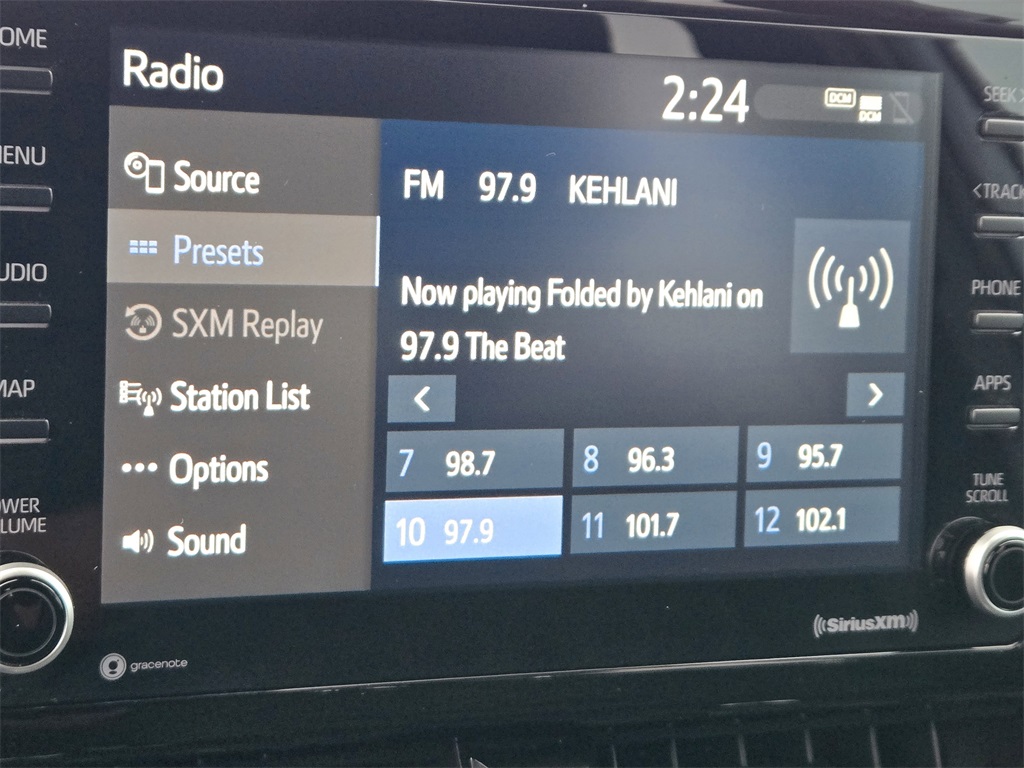 OME
MENU
UDIO
MAP
OWER
LUME
Radio
2:24
DCM
DCM
Source
Presets
SXM Replay
Station List
Options
Sound
FM 97.9 KEHLANI
Now playing Folded by Kehlani on
97.9 The Beat
<
>
7 98.7
8 96.3
9 95.7
10 97.9
11 101.7
12 102.1
SEEK >
< TRACK
PHONE
APPS
TUNE
SCROLL
gracenote
SiriusXM